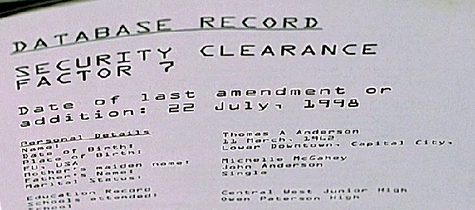 DATABASE RECORD
SECURITY CLEARANCE
FACTOR 7
Date of last amendment or
addition: 22 July, 1998
Personal Details
Name: Thomas A Anderson
Date of Birth: 11 March, 1962
Place of Birth: Lower Downtown, Capital City,
USA
Mother's maiden name: Michelle McGahey
Father's Name: John Anderson
Marital Status: Single
Education Record
Schools attended: Central West Junior High
Owen Paterson High